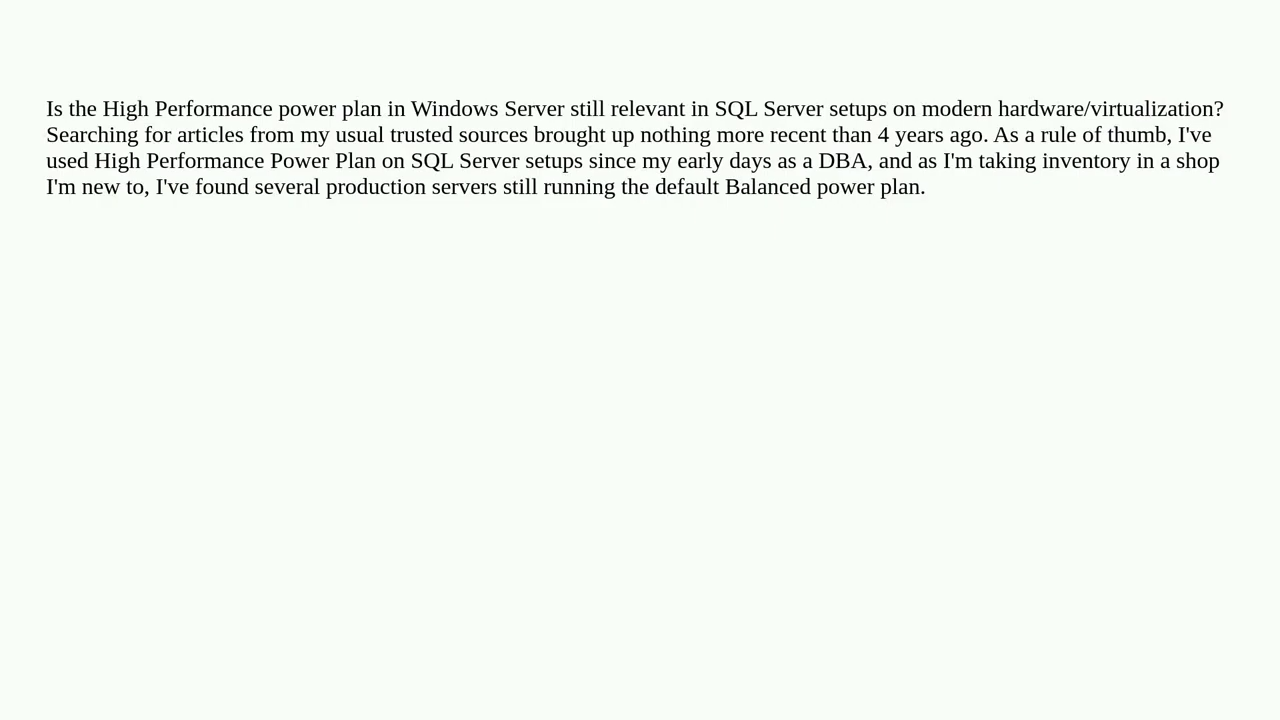 Is the High Performance power plan in Windows Server still relevant in SQL Server setups on modern hardware/virtualization?
Searching for articles from my usual trusted sources brought up nothing more recent than 4 years ago. As a rule of thumb, I've
used High Performance Power Plan on SQL Server setups since my early days as a DBA, and as I'm taking inventory in a shop
I'm new to, I've found several production servers still running the default Balanced power plan.